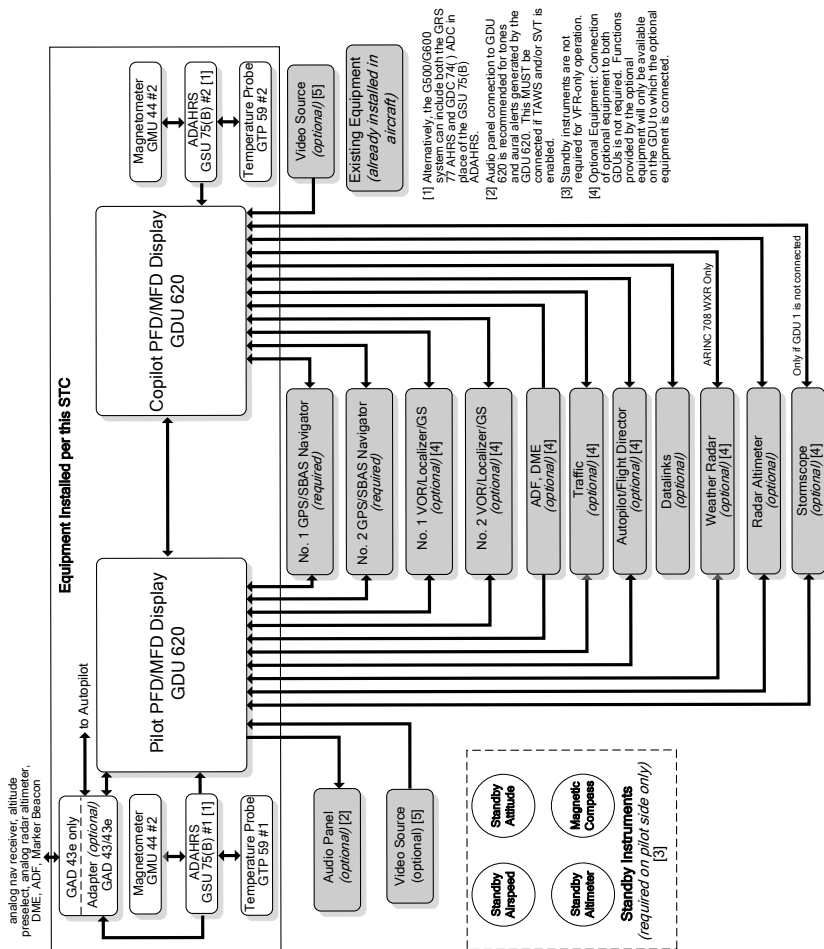 Equipment Installed per this STC
analog nav receiver, altitude
preselect, analog radar altimeter,
DME, ADF, Marker Beacon
GAD 43e only
Adapter (optional)
GAD 43/43e
to Autopilot
Magnetometer
GMU 44 #2
ADAHRS
GSU 75(B) #1 [1]
Temperature Probe
GTP 59 #1
Pilot PFD/MFD Display
GDU 620
Copilot PFD/MFD Display
GDU 620
Magnetometer
GMU 44 #2
ADAHRS
GSU 75(B) #2 [1]
Temperature Probe
GTP 59 #2
Audio Panel
(optional) [2]
Video Source
(optional) [5]
Video Source
(optional) [5]
Existing Equipment
(already installed in
aircraft)
No. 1 GPS/SBAS Navigator
(required)
No. 2 GPS/SBAS Navigator
(required)
No. 1 VOR/Localizer/GS
(optional) [4]
No. 2 VOR/Localizer/GS
(optional) [4]
ADF, DME
(optional) [4]
Traffic
(optional) [4]
Autopilot/Flight Director
(optional) [4]
Datalinks
(optional)
Weather Radar
(optional) [4]
ARINC 708 WXR Only
Radar Altimeter
(optional)
Stormscope
(optional) [4]
Only if GDU 1 is not connected
Standby
Airspeed
Standby
Attitude
Standby
Altimeter
Magnetic
Compass
Standby Instruments
(required on pilot side only)
[3]
[1] Alternatively, the G500/G600
system can include both the GRS
77 AHRS and GDC 74( ) ADC in
place of the GSU 75(B)
ADAHRS.
[2] Audio panel connection to GDU
620 is recommended for tones
and aural alerts generated by the
GDU 620. This MUST be
connected if TAWS and/or SVT is
enabled.
[3] Standby instruments are not
required for VFR-only operation.
[4] Optional Equipment: Connection
of optional equipment to both
GDUs is not required. Functions
provided by the optional
equipment will only be available
on the GDU to which the optional
equipment is connected.